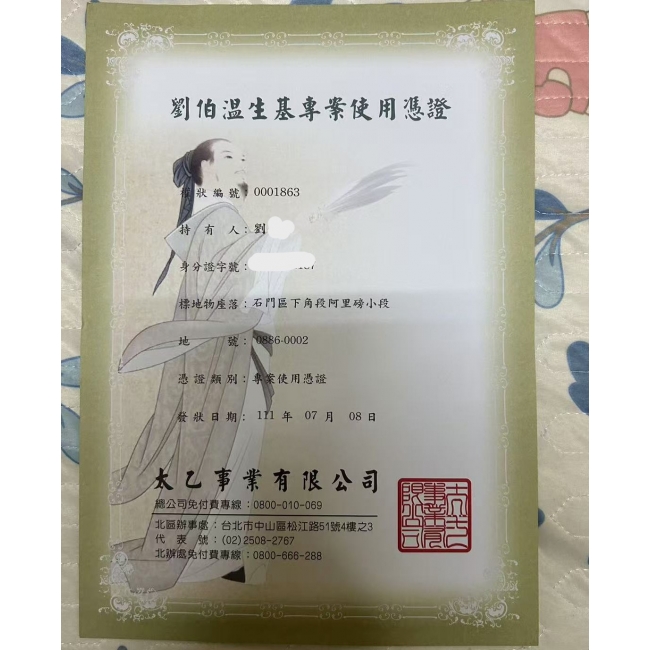 劉伯溫生基專案使用憑證
權狀編號：0001863
持有人：劉
身分證字號：
標地物座落：石門區下角段阿里磅小段
地號：0886-0002
憑證類別：專案使用憑證
發狀日期：111 年 07 月 08 日
太乙事業有限公司
總公司免付費專線：0800-010-069
北區辦事處：台北市中山區松江路51號4樓之3
代表號：(02)2508-2767
北辦處免付費專線：0800-666-288